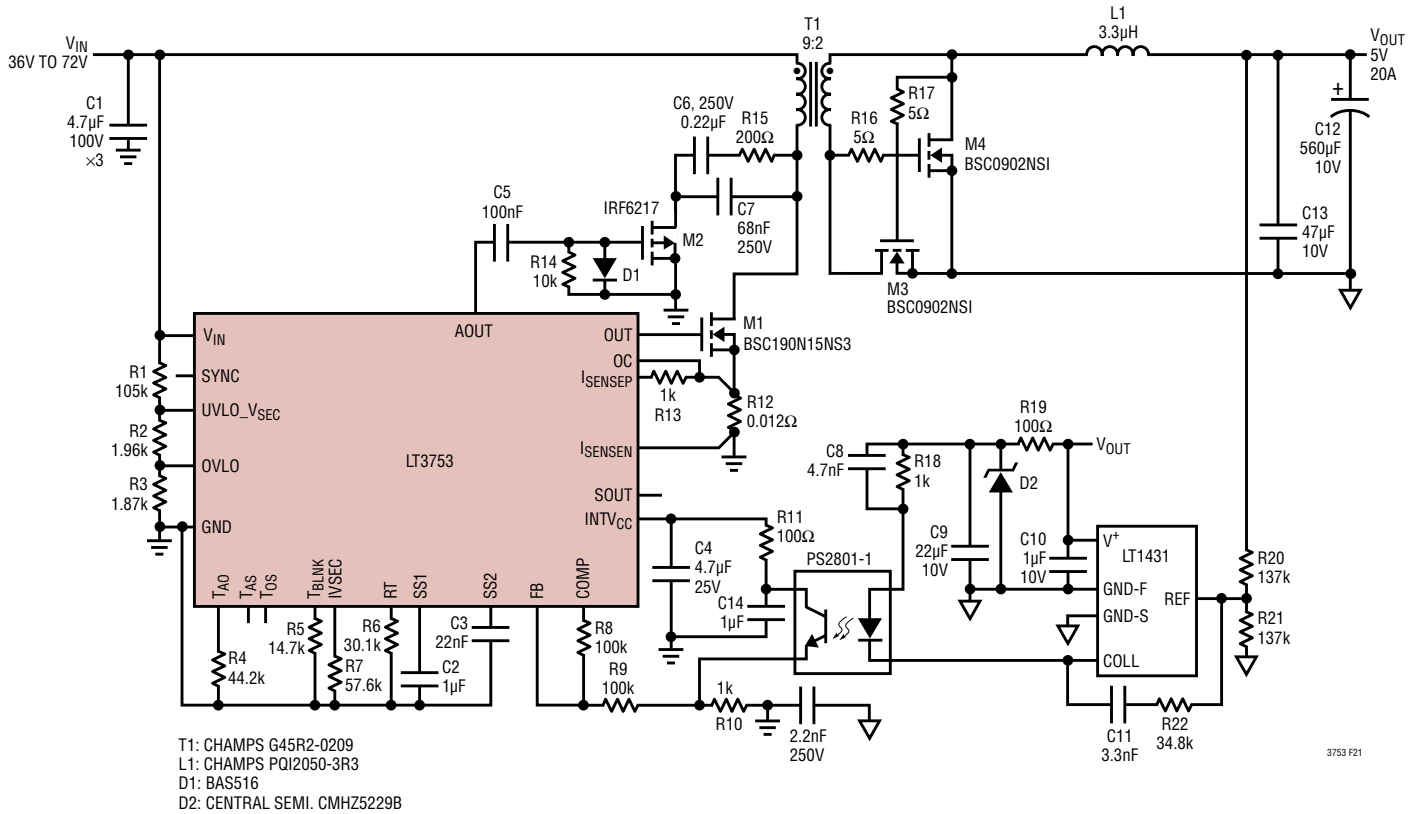 T1
9:2
L1
3.3µH
VIN
36V TO 72V
VOUT
5V
20A
C1
4.7µF
100V
×3
C6, 250V
0.22µF
R15
200Ω
R17
5Ω
R16
5Ω
M4
BSC0902NSI
+
C12
560µF
10V
C5
100nF
IRF6217
M2
C7
68nF
250V
C13
47µF
10V
R14
10k
D1
M3
BSC0902NSI
M1
BSC190N15NS3
R1
105k
R2
1.96k
R3
1.87k
VIN
SYNC
UVLO_VSEC
OVLO
GND
AOUT
LT3753
OUT
OC
ISENSEP
ISENSEN
SOUT
INTVCC
TAO
TAS
TOS
TBLNK
IVSEC
RT
SS1
SS2
FB
COMP
1k
R13
R12
0.012Ω
R19
100Ω
VOUT
C8
4.7nF
R18
1k
D2
C9
22µF
10V
C10
1µF
10V
V+
LT1431
GND-F
REF
GND-S
COLL
R20
137k
R21
137k
R11
100Ω
C4
4.7µF
25V
C14
1µF
PS2801-1
R4
44.2k
R5
14.7k
R7
57.6k
R6
30.1k
C2
1µF
C3
22nF
R8
100k
R9
100k
1k
R10
2.2nF
250V
C11
3.3nF
R22
34.8k
3753 F21
T1: CHAMPS G45R2-0209
L1: CHAMPS PQI2050-3R3
D1: BAS516
D2: CENTRAL SEMI. CMHZ5229B